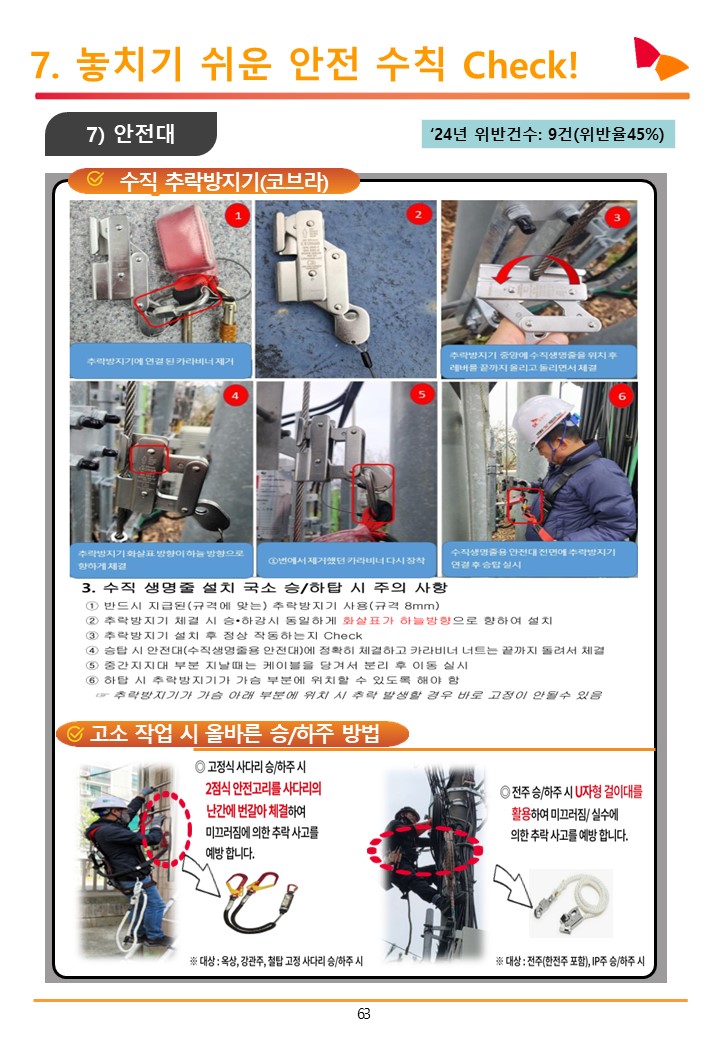 7. 놓치기 쉬운 안전 수칙 Check!
7) 안전대
‘24년 위반건수: 9건(위반율45%)
수직 추락방지기(코브라)
1
2
3
추락방지기에 연결 된 카라비너 제거
추락방지기 중앙에 수직생명줄을 위치 후
레버를 끝까지 올리고 돌리면서 체결
4
5
6
추락방지기 화살표 방향이 하늘 방향으로
향하게 체결
①번에서 제거했던 카라비너 다시 장착
수직생명줄용 안전대 전면에 추락방지기
연결 후 승탑 실시
3. 수직 생명줄 설치 국소 승/하탑 시 주의 사항
① 반드시 지급된(규격에 맞는) 추락방지기 사용(규격 8mm)
② 추락방지기 체결 시 승•하강시 동일하게 화살표가 하늘방향으로 향하여 설치
③ 추락방지기 설치 후 정상 작동하는지 Check
④ 승탑 시 안전대(수직생명줄용 안전대)에 정확히 체결하고 카라비너 너트는 끝까지 돌려서 체결
⑤ 중간지지대 부분 지날때는 케이블을 당겨서 분리 후 이동 실시
⑥ 하탑 시 추락방지기가 가슴 부분에 위치할 수 있도록 해야 함
☞ 추락방지기가 가슴 아래 부분에 위치 시 추락 발생할 경우 바로 고정이 안될수 있음
고소 작업 시 올바른 승/하주 방법
◎ 고정식 사다리 승/하주 시
2점식 안전고리를 사다리의
난간에 번갈아 체결하여
미끄러짐에 의한 추락 사고를
예방 합니다.
※ 대상 : 옥상, 강관주, 철탑 고정 사다리 승/하주 시
◎ 전주 승/하주 시 U자형 걸이대를
활용하여 미끄러짐/ 실수에
의한 추락 사고를 예방 합니다.
※ 대상 : 전주(한전주 포함), IP주 승/하주 시
63